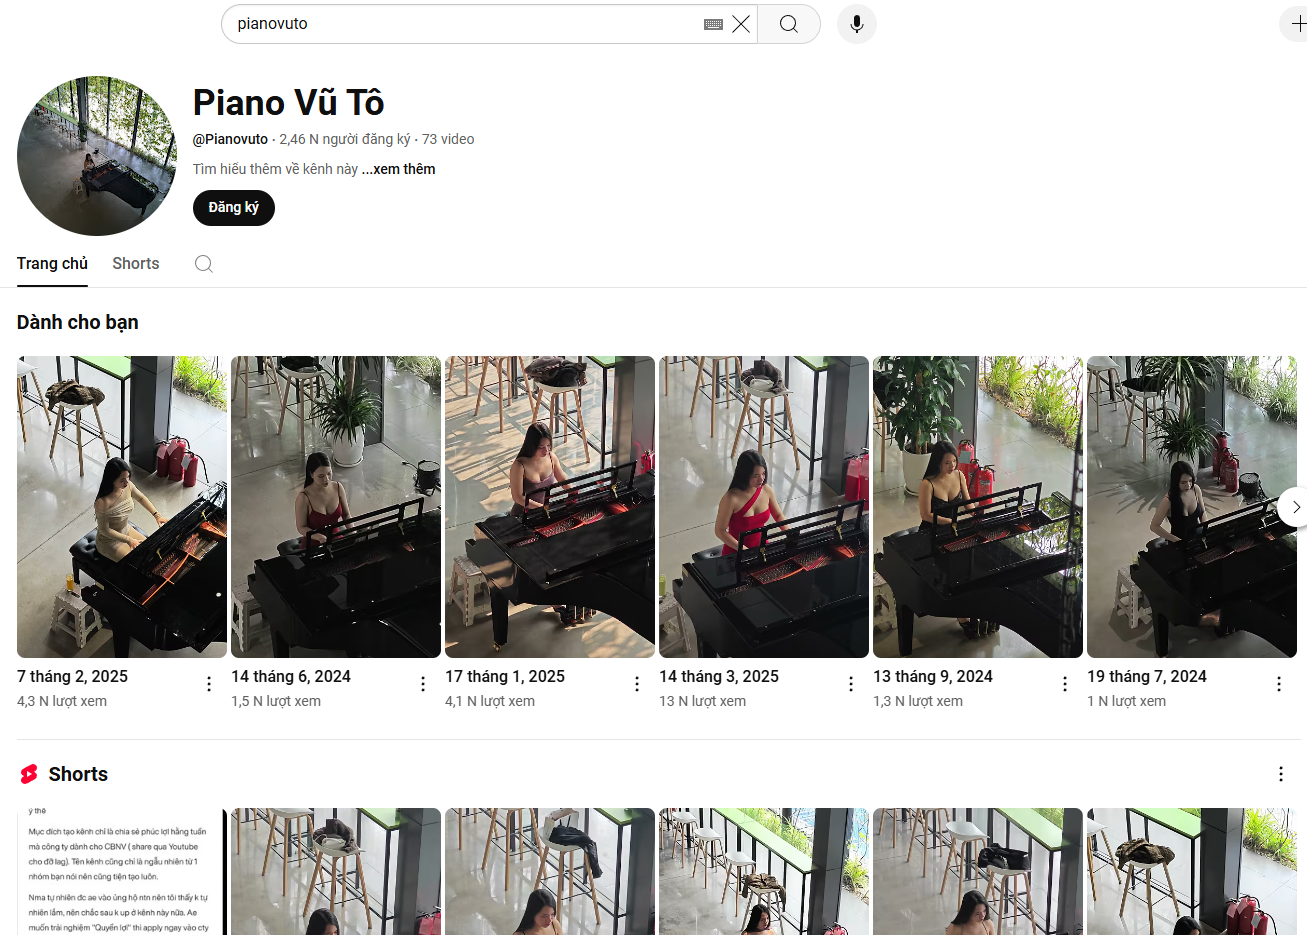 pianovuto
Piano Vũ Tô
@Pianovuto · 2,46 N người đăng ký · 73 video
Tìm hiểu thêm về kênh này ...xem thêm
Đăng ký
Trang chủ
Shorts
Dành cho bạn
7 tháng 2, 2025
4,3 N lượt xem
14 tháng 6, 2024
1,5 N lượt xem
17 tháng 1, 2025
4,1 N lượt xem
14 tháng 3, 2025
13 N lượt xem
13 tháng 9, 2024
1,3 N lượt xem
19 tháng 7, 2024
1 N lượt xem
Shorts
ý thê
Mục đích tạo kênh chỉ là chia sẻ phúc lợi hằng tuần
mà công ty dành cho CBNV ( share qua Youtube
cho đỡ lag). Tên kênh cũng chỉ là ngẫu nhiên từ 1
nhóm bạn nói nên cũng tiện tạo luôn.
Nma tự nhiên đc ae vào ủng hộ ntn nên tôi thấy k tự
nhiên lắm, nên chắc sau k up ở kênh này nữa. Ae
muốn trải nghiệm "Quyền lợi" thì apply ngay vào cty